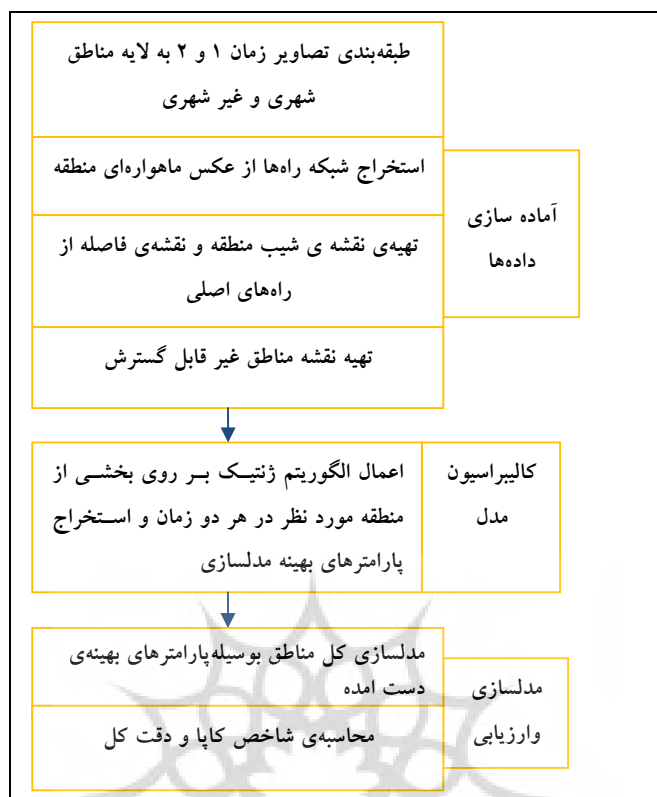 طبقه‌بندی تصاویر زمان ۱ و ۲ به لایه مناطق
شهری و غیر شهری
استخراج شبکه راه‌ها از عکس ماهواره‌ای منطقه
آماده سازی
داده‌ها
تهیه‌ی نقشه ی شیب منطقه و نقشه‌ی فاصله از
راه‌های اصلی
تهیه نقشه مناطق غیر قابل گسترش
کالیبراسیون
مدل
اعمال الگوریتم ژنتیک بر روی بخشی از
منطقه مورد نظر در هر دو زمان و استخراج
پارامترهای بهینه مدلسازی
مدلسازی
وارزیابی
مدلسازی کل مناطق بوسیله‌پارامترهای بهینه‌ی
دست امده
محاسبه‌ی شاخص کاپا و دقت کل